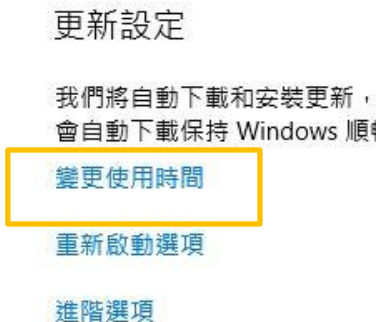 更新設定
我們將自動下載和安裝更新，
會自動下載保持 Windows 順
變更使用時間
重新啟動選項
進階選項